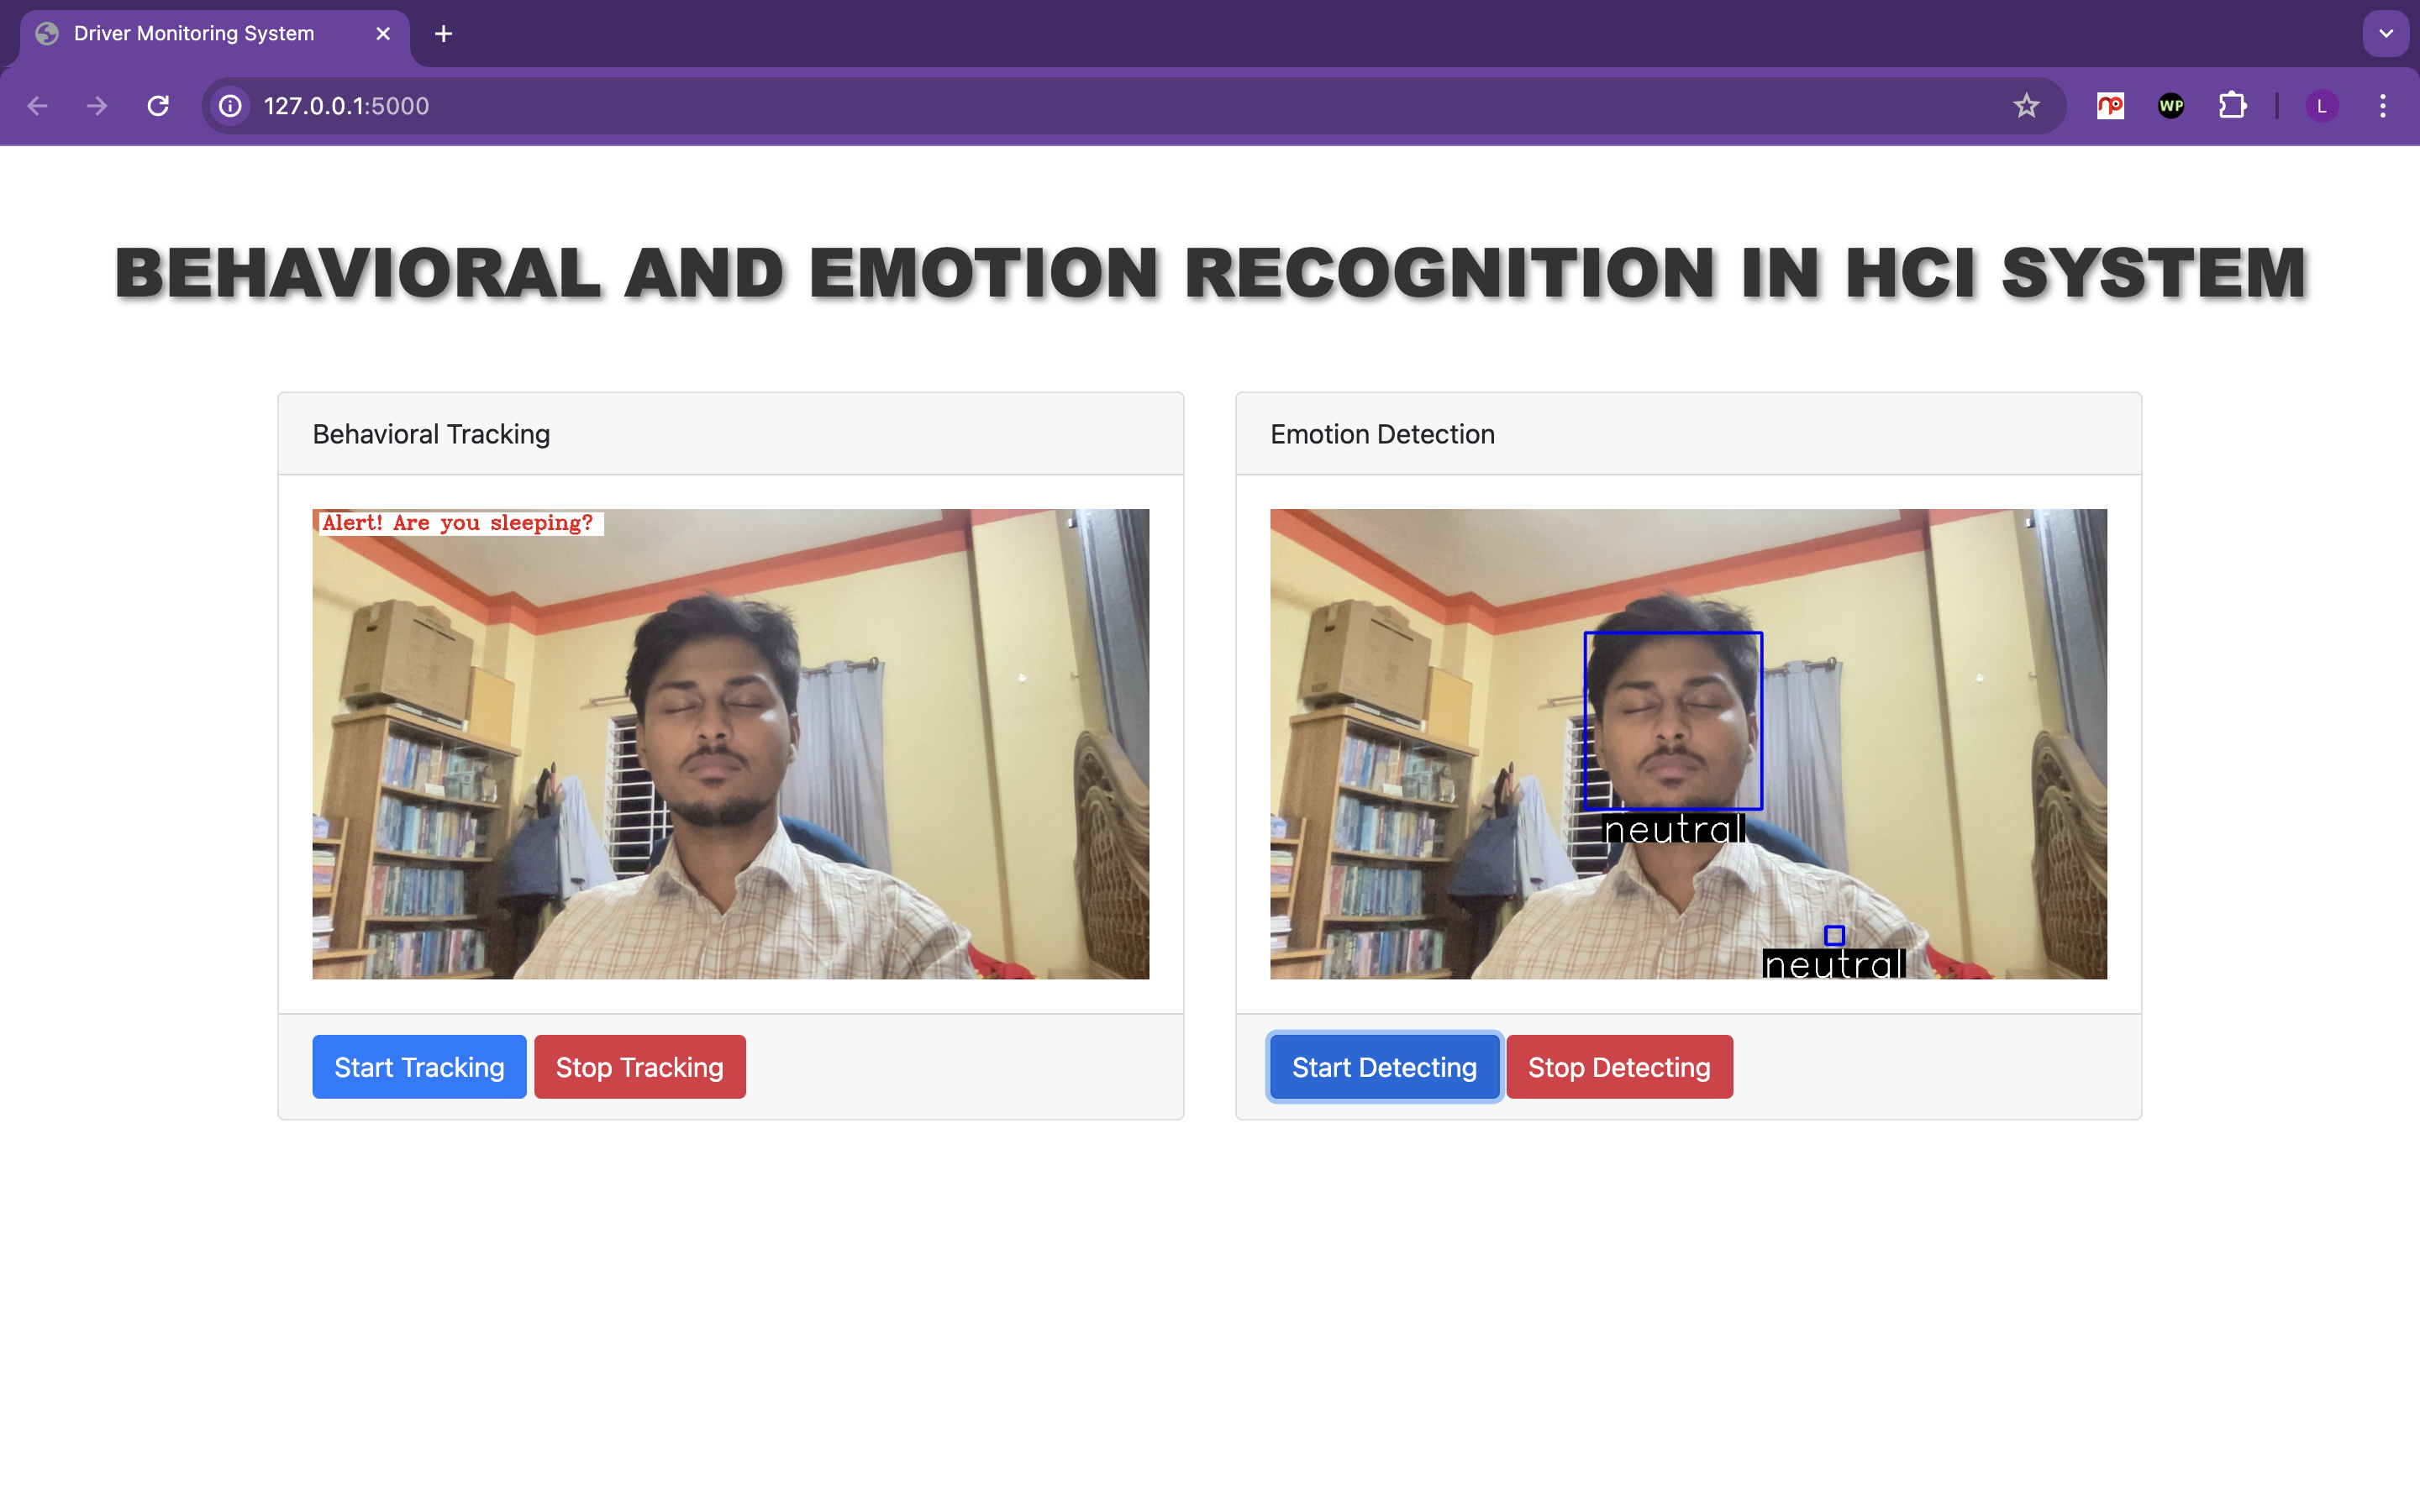 Driver Monitoring System
127.0.0.1:5000
WP
L
BEHAVIORAL AND EMOTION RECOGNITION IN HCI SYSTEM
Behavioral Tracking
Emotion Detection
Alert! Are you sleeping?
neutral
neutral
Start Tracking
Stop Tracking
Start Detecting
Stop Detecting